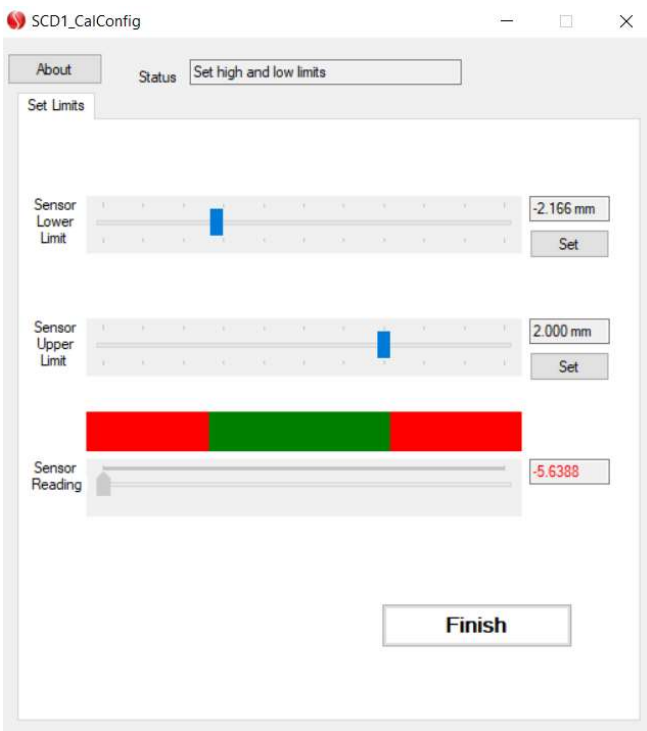 SCD1_CalConfig
About
Status
Set high and low limits
Set Limits
Sensor
Lower
Limit
-2.166 mm
Set
Sensor
Upper
Limit
2.000 mm
Set
Sensor
Reading
-5.6388
Finish